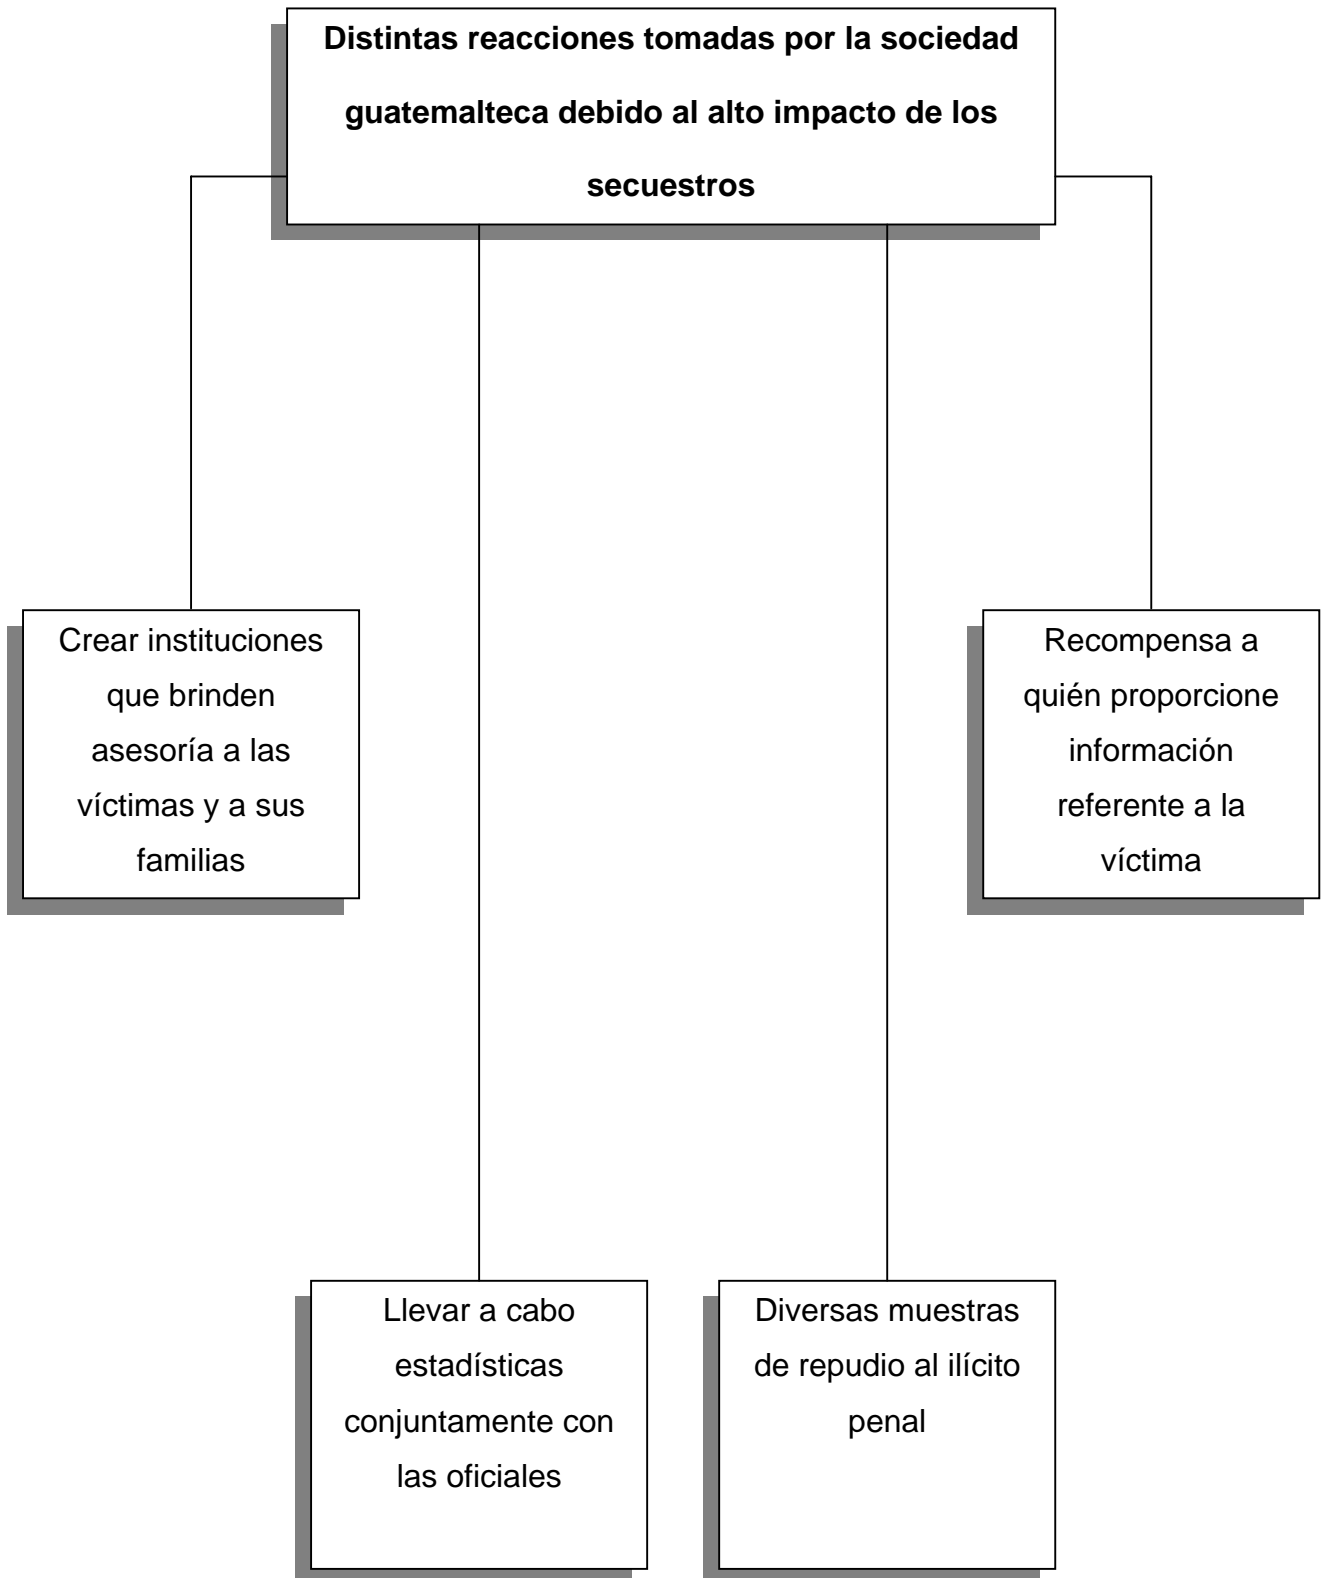 Distintas reacciones tomadas por la sociedad
guatemalteca debido al alto impacto de los
secuestros
Crear instituciones
que brinden
asesoría a las
víctimas y a sus
familias
Recompensa a
quién proporcione
información
referente a la
víctima
Llevar a cabo
estadísticas
conjuntamente con
las oficiales
Diversas muestras
de repudio al ilícito
penal